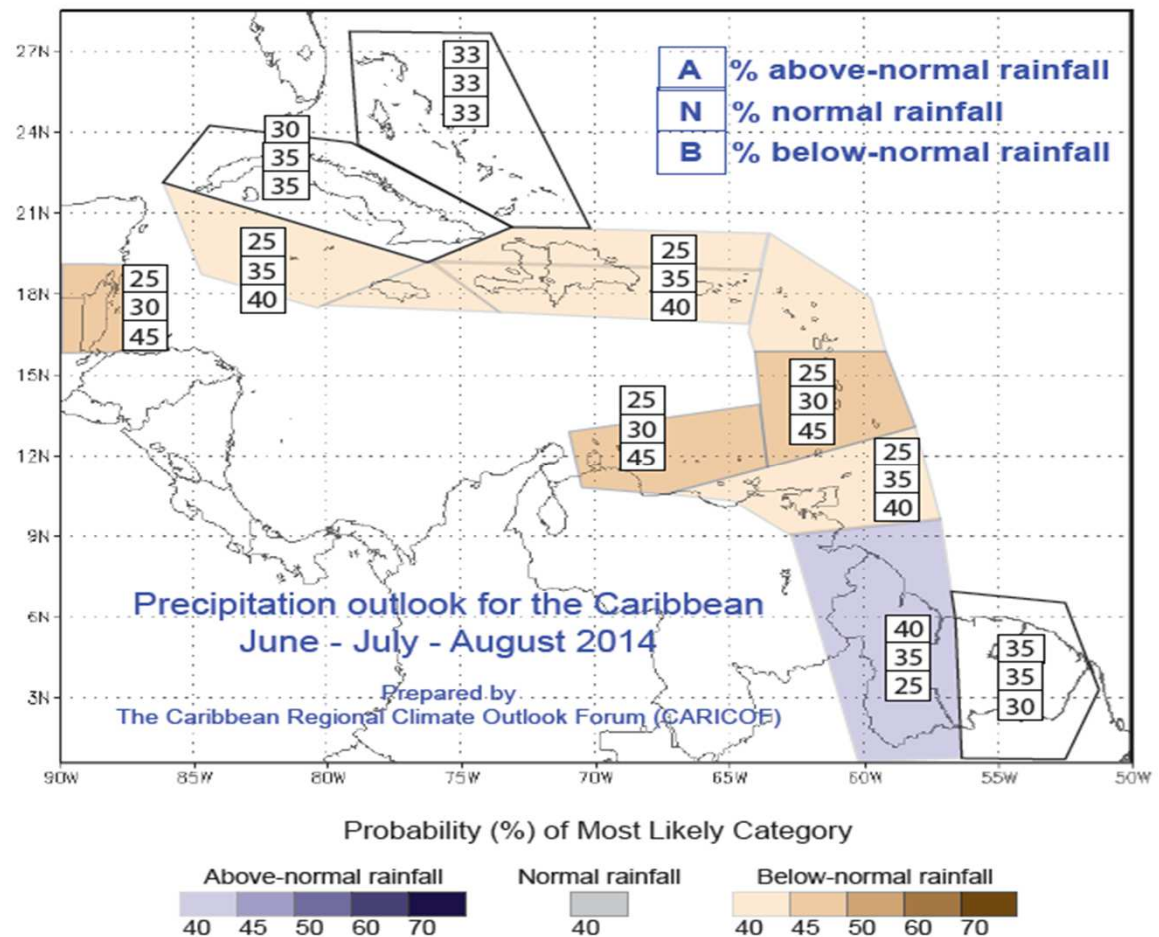 27N
24N
21N
18N
15N
12N
9N
6N
3N
A % above-normal rainfall
N % normal rainfall
B % below-normal rainfall
33
33
33
30
35
35
25
35
40
25
35
40
25
30
45
25
30
45
25
30
45
25
35
40
40
35
25
35
35
30
Precipitation outlook for the Caribbean
June - July - August 2014
Prepared by
The Caribbean Regional Climate Outlook Forum (CARICOF)
90W 85W 80W 75W 70W 65W 60W 55W 50W
Probability (%) of Most Likely Category
Above-normal rainfall Normal rainfall Below-normal rainfall
40 45 50 60 70 40 40 45 50 60 70